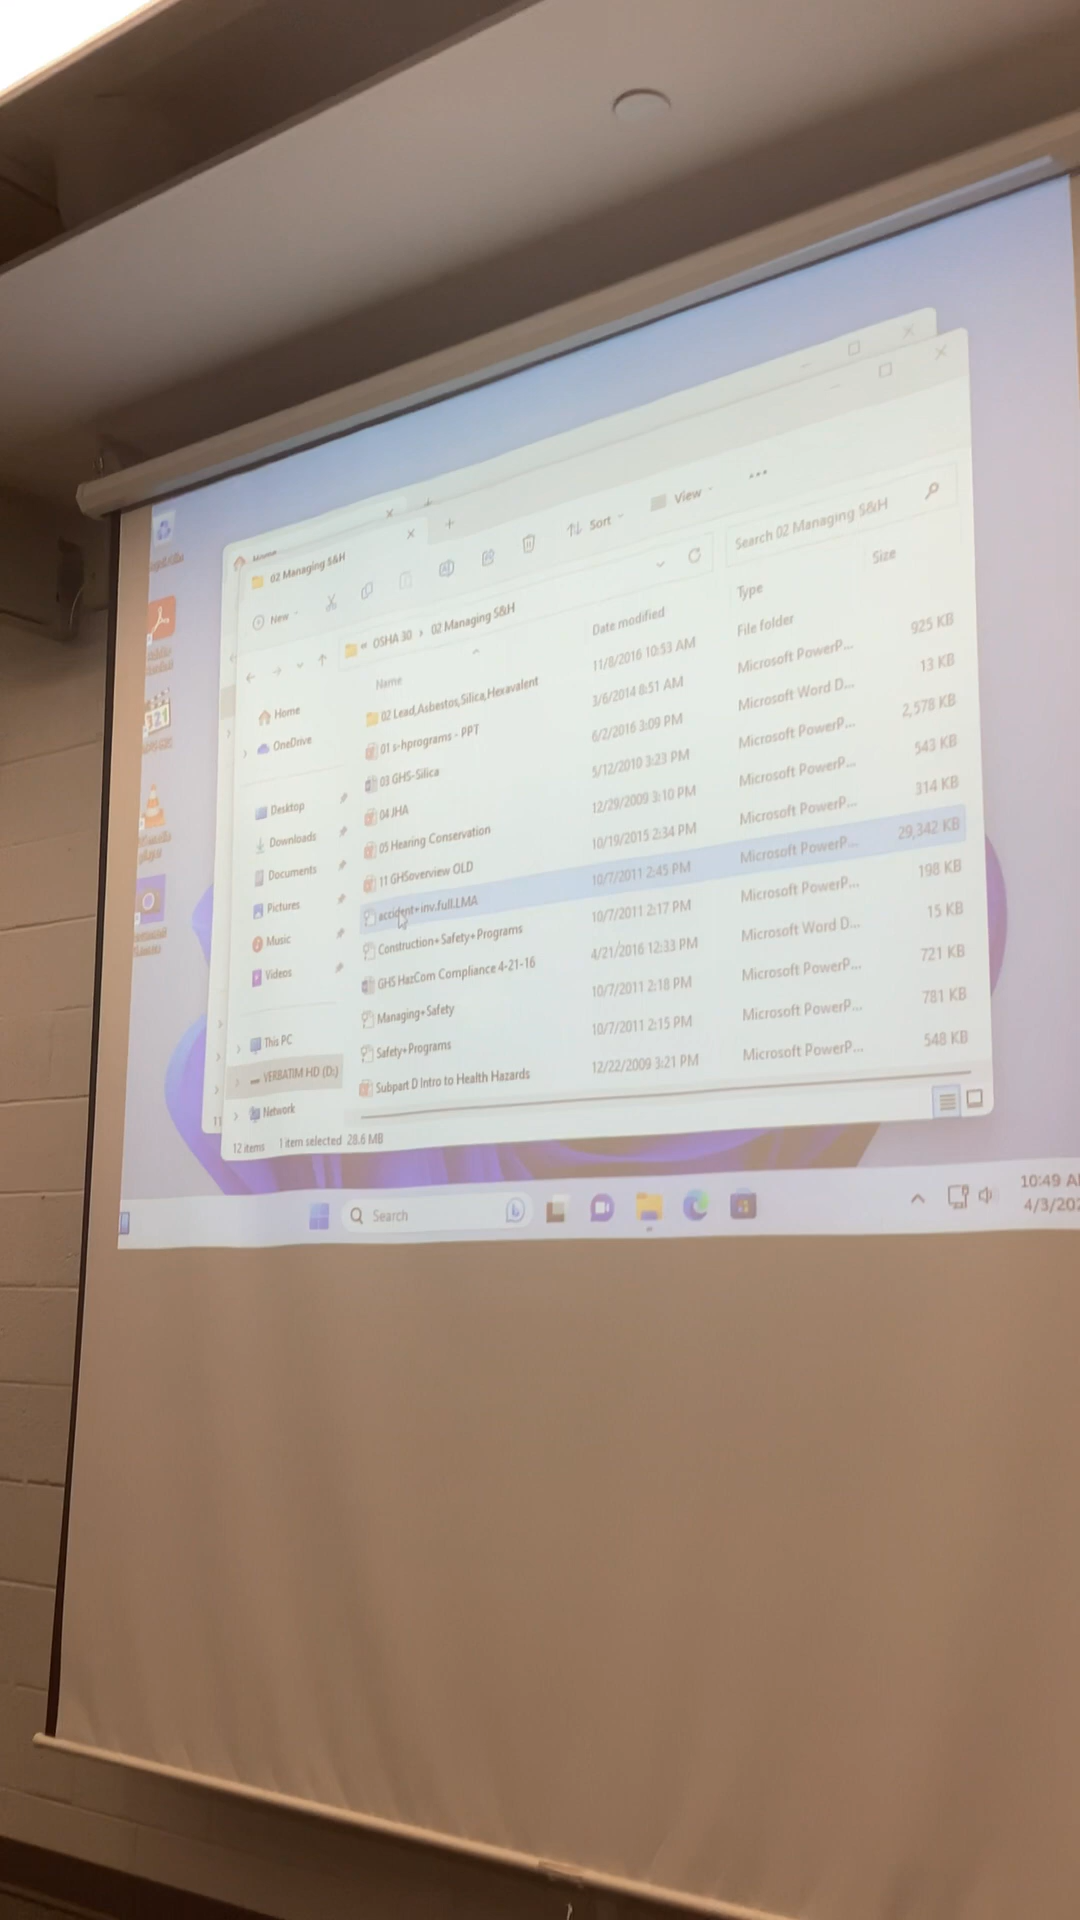 Home
02 Managing S&H
New
Sort
View
« OSHA 30 › 02 Managing S&H
Search 02 Managing S&H
Name
Date modified
Type
Size
02 Lead,Asbestos,Silica,Hexavalent 11/8/2016 10:53 AM File folder
01 s-hprograms - PPT 3/6/2014 8:51 AM Microsoft PowerP... 925 KB
03 GHS-Silica 6/2/2016 3:09 PM Microsoft Word D... 13 KB
04 JHA 5/12/2010 3:23 PM Microsoft PowerP... 2,578 KB
05 Hearing Conservation 12/29/2009 3:10 PM Microsoft PowerP... 543 KB
11 GHSoverview OLD 10/19/2015 2:34 PM Microsoft PowerP... 314 KB
accident+inv.full.LMA 10/7/2011 2:45 PM Microsoft PowerP... 29,342 KB
Construction+Safety+Programs 10/7/2011 2:17 PM Microsoft PowerP... 198 KB
GHS HazCom Compliance 4-21-16 4/21/2016 12:33 PM Microsoft Word D... 15 KB
Managing+Safety 10/7/2011 2:18 PM Microsoft PowerP... 721 KB
Safety+Programs 10/7/2011 2:15 PM Microsoft PowerP... 781 KB
Subpart D Intro to Health Hazards 12/22/2009 3:21 PM Microsoft PowerP... 548 KB
Home
OneDrive
Desktop
Downloads
Documents
Pictures
Music
Videos
This PC
VERBATIM HD (D:)
Network
11
12 items 1 item selected 28.6 MB
321
Search
10:49 A
4/3/20